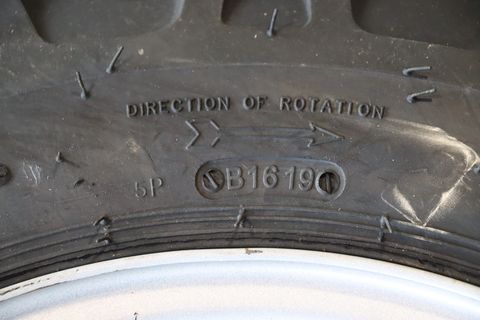 DIRECTION OF ROTATION
5P B1619